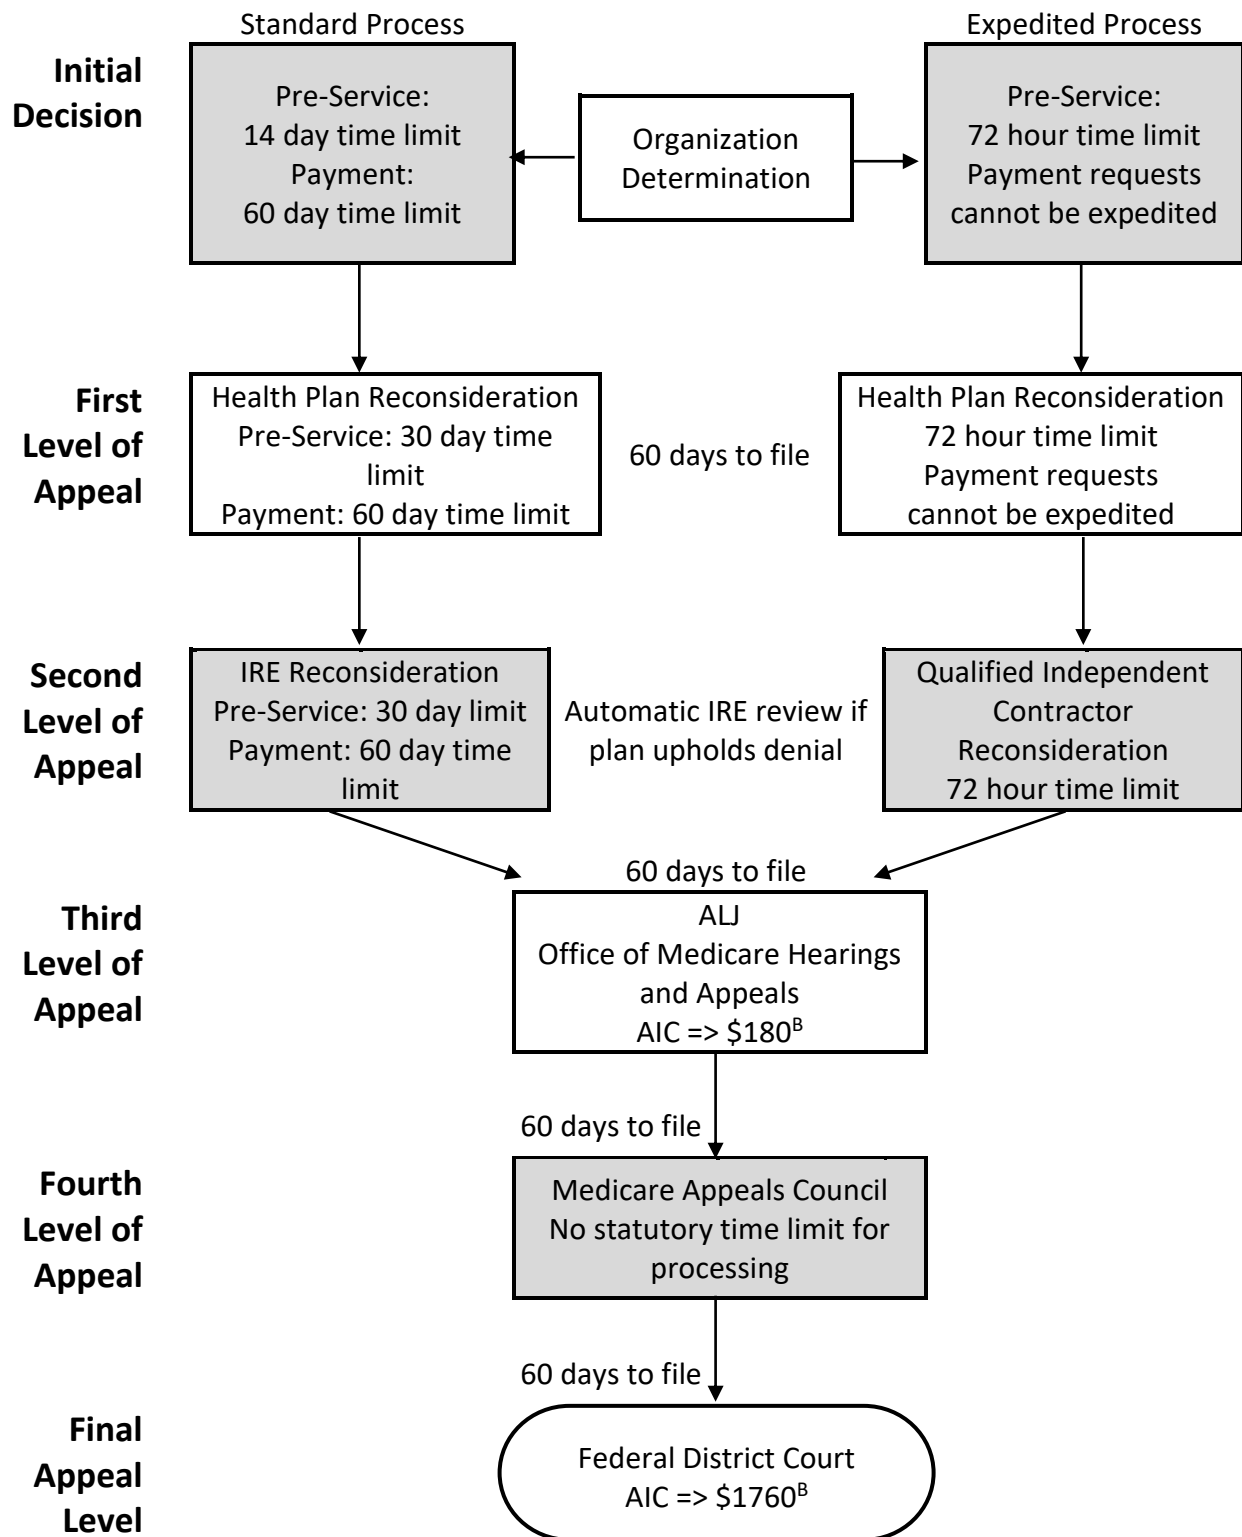 Standard Process
Expedited Process
Initial
Decision
Pre-Service:
14 day time limit
Payment:
60 day time limit
Organization
Determination
Pre-Service:
72 hour time limit
Payment requests
cannot be expedited
First
Level of
Appeal
Health Plan Reconsideration
Pre-Service: 30 day time
limit
Payment: 60 day time limit
60 days to file
Health Plan Reconsideration
72 hour time limit
Payment requests
cannot be expedited
Second
Level of
Appeal
IRE Reconsideration
Pre-Service: 30 day limit
Payment: 60 day time
limit
Automatic IRE review if
plan upholds denial
Qualified Independent
Contractor
Reconsideration
72 hour time limit
60 days to file
Third
Level of
Appeal
ALJ
Office of Medicare Hearings
and Appeals
AIC => $180ᴮ
60 days to file
Fourth
Level of
Appeal
Medicare Appeals Council
No statutory time limit for
processing
60 days to file
Final
Appeal
Level
Federal District Court
AIC => $1760ᴮ